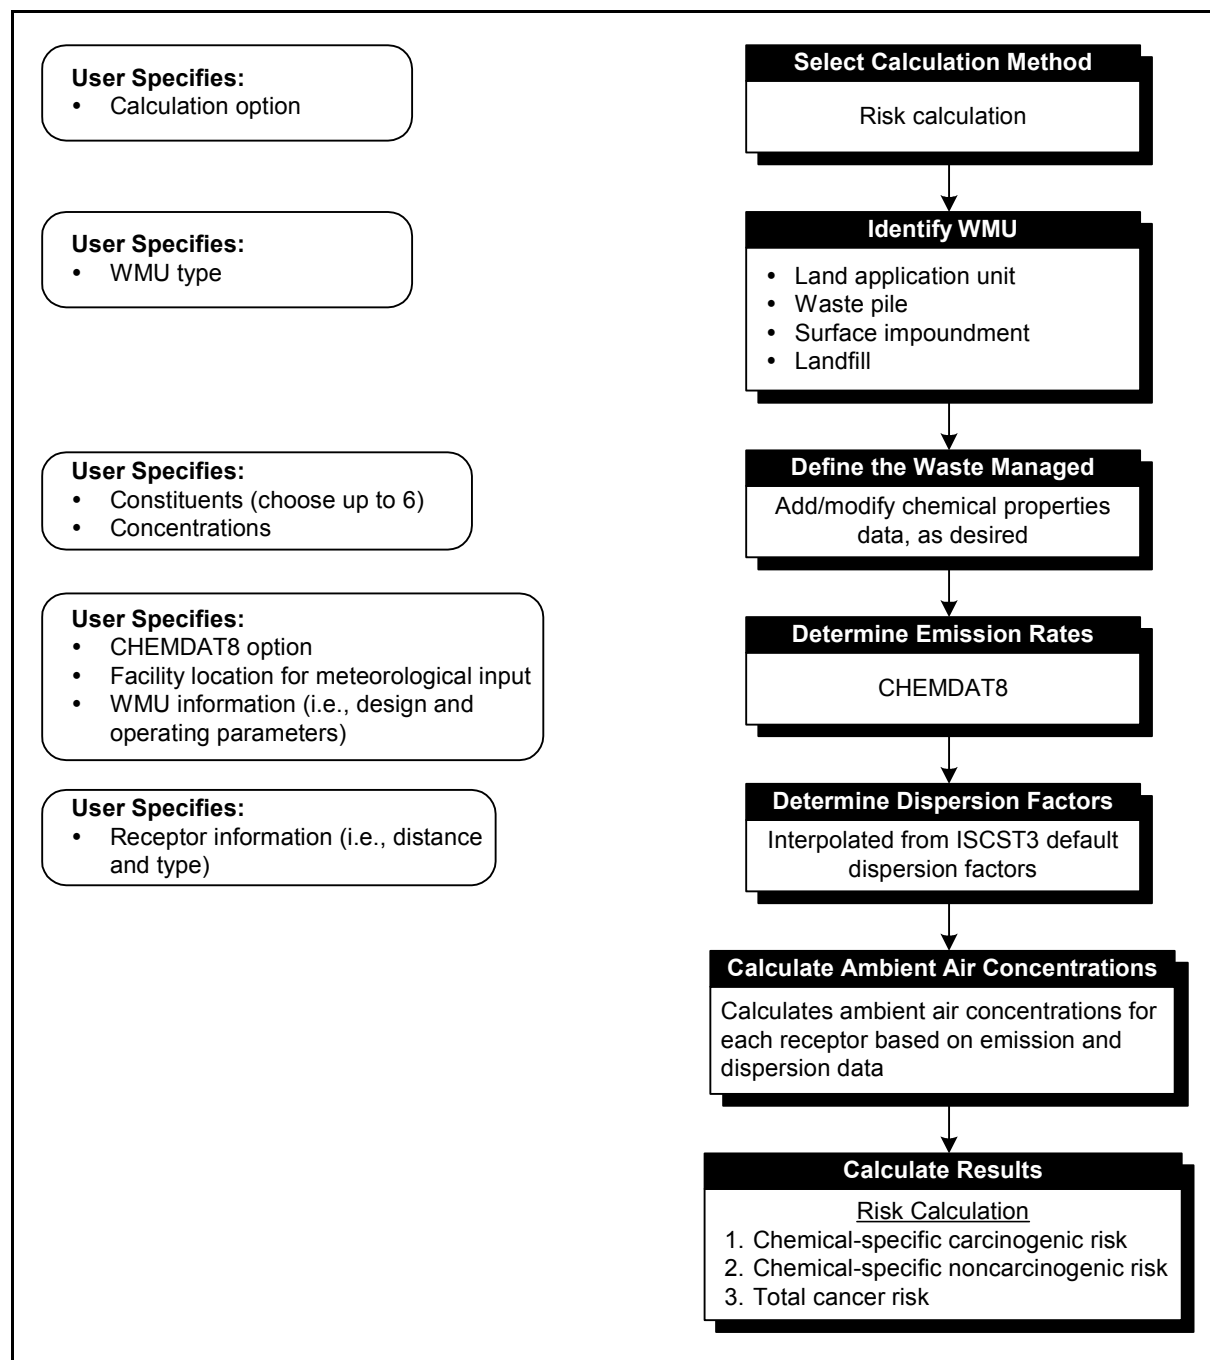 User Specifies:
• Calculation option
Select Calculation Method
Risk calculation
User Specifies:
• WMU type
Identify WMU
• Land application unit
• Waste pile
• Surface impoundment
• Landfill
User Specifies:
• Constituents (choose up to 6)
• Concentrations
Define the Waste Managed
Add/modify chemical properties
data, as desired
User Specifies:
• CHEMDAT8 option
• Facility location for meteorological input
• WMU information (i.e., design and
operating parameters)
Determine Emission Rates
CHEMDAT8
User Specifies:
• Receptor information (i.e., distance
and type)
Determine Dispersion Factors
Interpolated from ISCST3 default
dispersion factors
Calculate Ambient Air Concentrations
Calculates ambient air concentrations for
each receptor based on emission and
dispersion data
Calculate Results
Risk Calculation
1. Chemical-specific carcinogenic risk
2. Chemical-specific noncarcinogenic risk
3. Total cancer risk